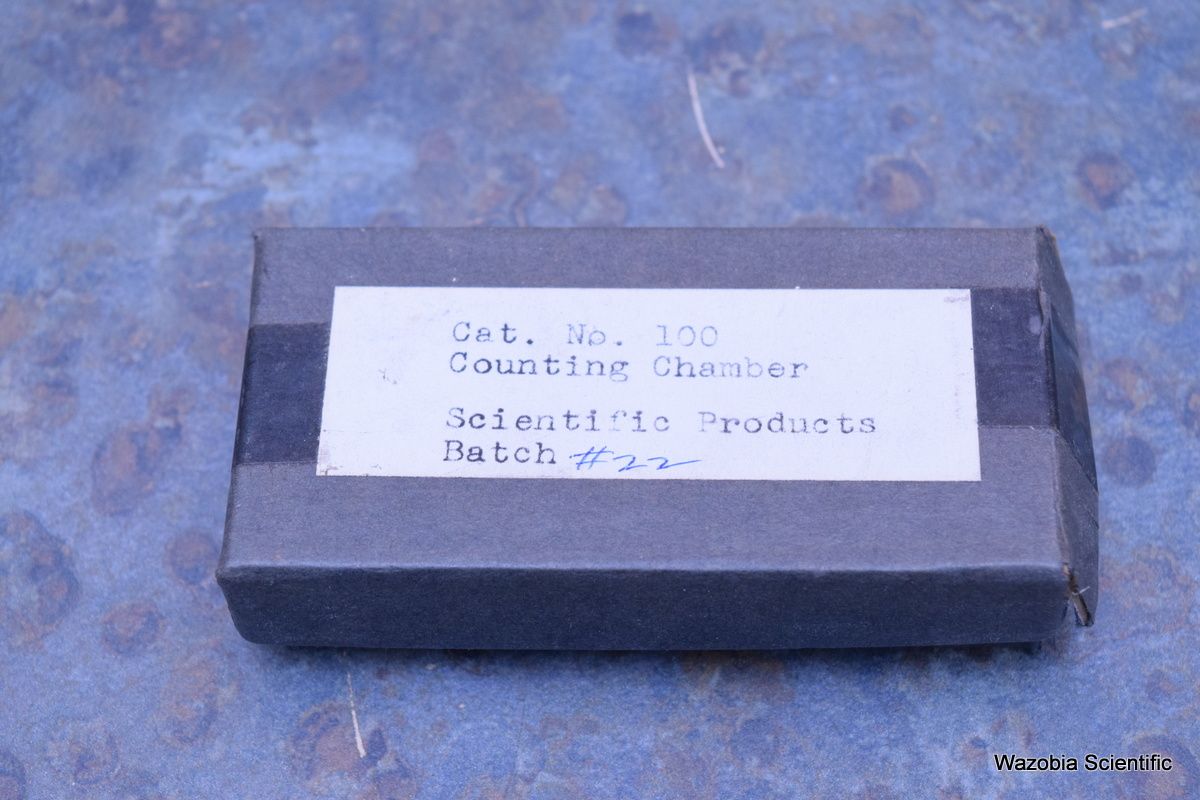 Cat. No. 100
Counting Chamber
Scientific Products
Batch #22
Wazobia Scientific